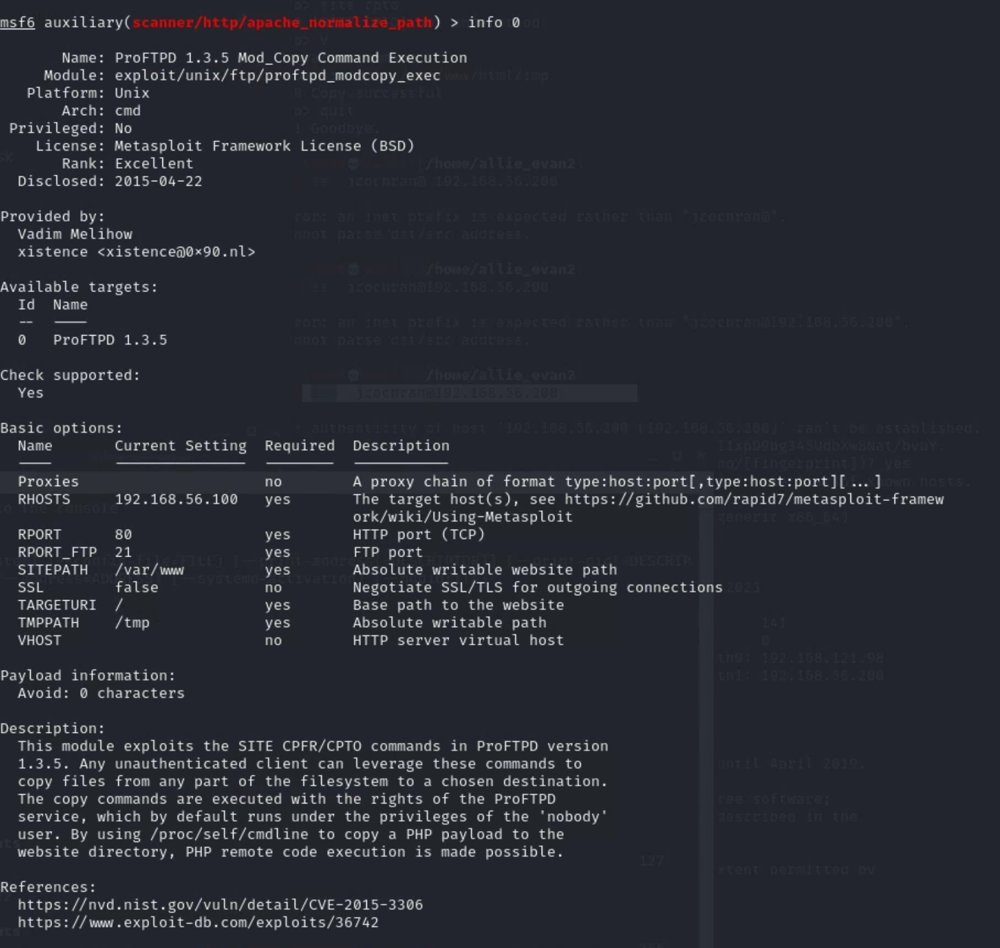 msf6 auxiliary(scanner/http/apache_normalize_path) > info 0
Name: ProFTPD 1.3.5 Mod_Copy Command Execution
Module: exploit/unix/ftp/proftpd_modcopy_exec
Platform: Unix
Arch: cmd
Privileged: No
License: Metasploit Framework License (BSD)
Rank: Excellent
Disclosed: 2015-04-22
Provided by:
Vadim Melihow
xistence <xistence@0×90.nl>
Available targets:
Id  Name
--  ----
0   ProFTPD 1.3.5
Check supported:
Yes
Basic options:
Name       Current Setting  Required  Description
----       ---------------  --------  -----------
Proxies                     no        A proxy chain of format type:host:port[,type:host:port][...]
RHOSTS     192.168.56.100   yes       The target host(s), see https://github.com/rapid7/metasploit-framew
ork/wiki/Using-Metasploit
RPORT      80               yes       HTTP port (TCP)
RPORT_FTP  21               yes       FTP port
SITEPATH   /var/www         yes       Absolute writable website path
SSL        false            no        Negotiate SSL/TLS for outgoing connections
TARGETURI  /                yes       Base path to the website
TMPPATH    /tmp             yes       Absolute writable path
VHOST                       no        HTTP server virtual host
Payload information:
Avoid: 0 characters
Description:
This module exploits the SITE CPFR/CPTO commands in ProFTPD version
1.3.5. Any unauthenticated client can leverage these commands to
copy files from any part of the filesystem to a chosen destination.
The copy commands are executed with the rights of the ProFTPD
service, which by default runs under the privileges of the 'nobody'
user. By using /proc/self/cmdline to copy a PHP payload to the
website directory, PHP remote code execution is made possible.
References:
https://nvd.nist.gov/vuln/detail/CVE-2015-3306
https://www.exploit-db.com/exploits/36742